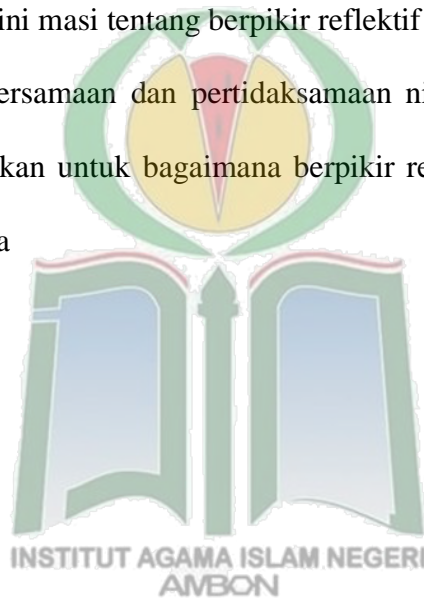 ini masi tentang berpikir reflektif
ersamaan dan pertidaksamaan ni
kan untuk bagaimana berpikir re
a
INSTITUT AGAMA ISLAM NEGERI
AMBON